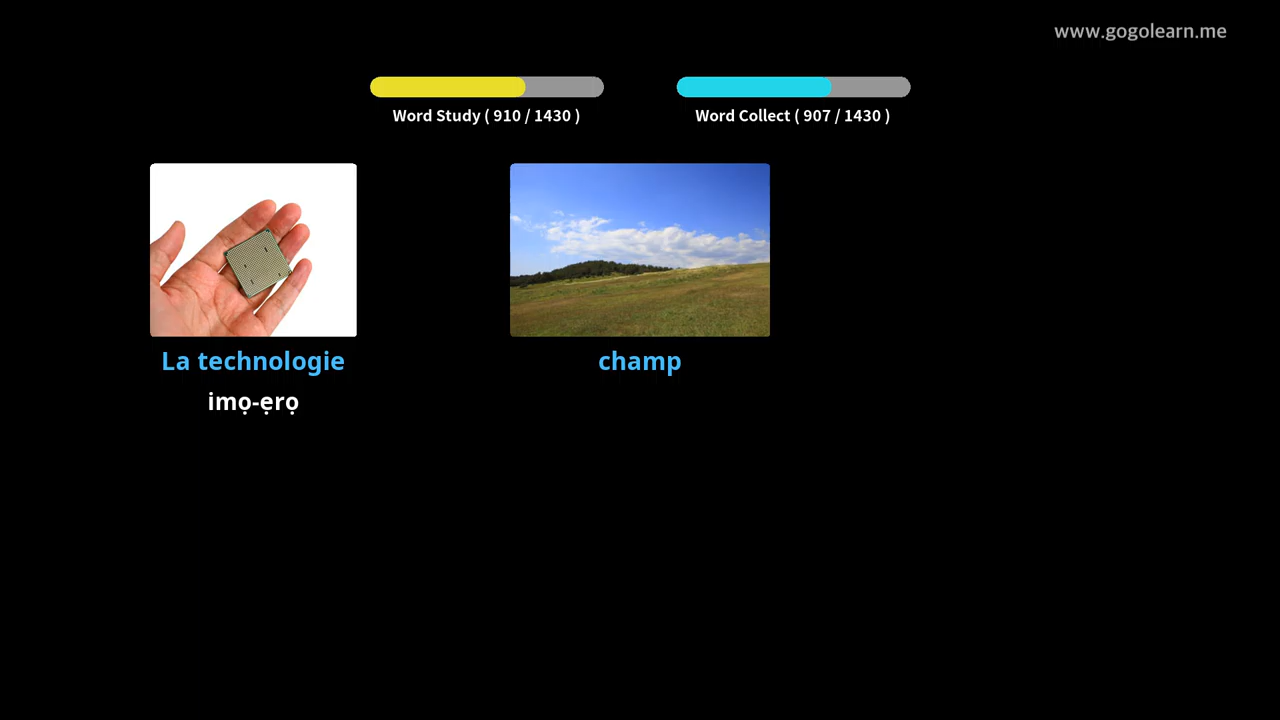 www.gogolearn.me
Word Study ( 910 / 1430 )
Word Collect ( 907 / 1430 )
La technologie
imọ-ẹrọ
champ